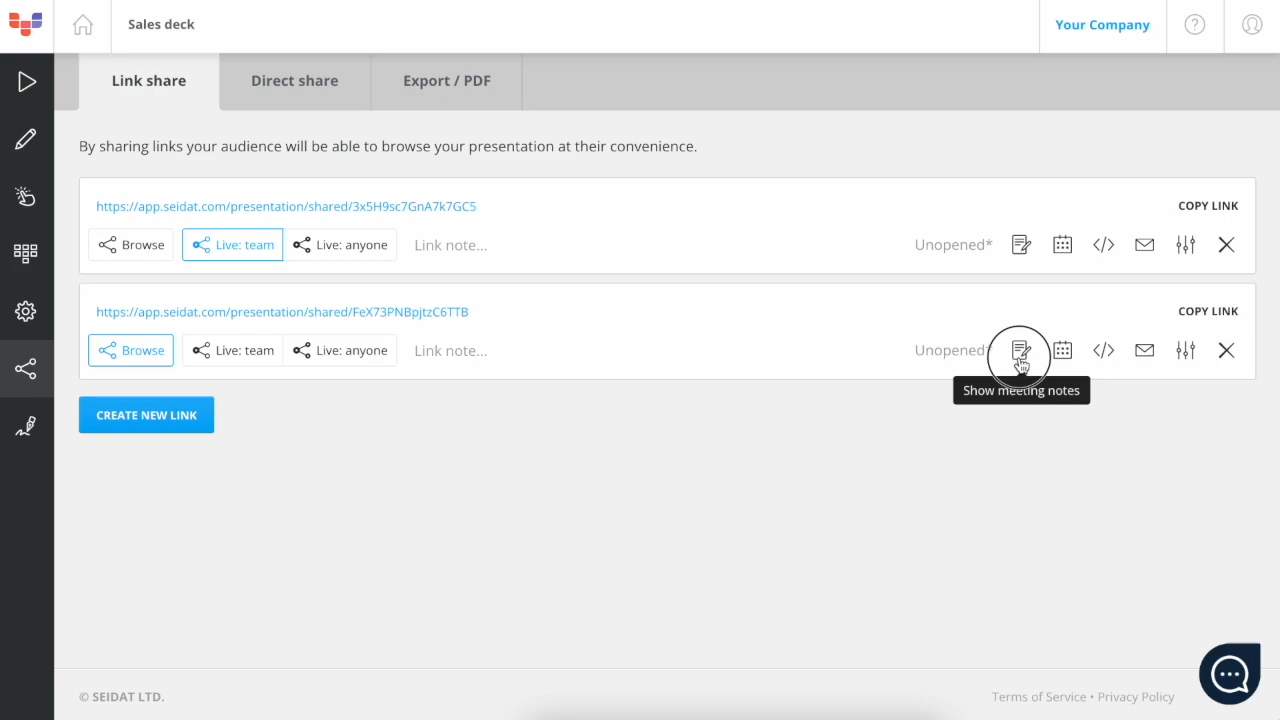 Sales deck
Your Company
Link share
Direct share
Export / PDF
By sharing links your audience will be able to browse your presentation at their convenience.
https://app.seidat.com/presentation/shared/3x5H9sc7GnA7k7GC5
COPY LINK
Browse
Live: team
Live: anyone
Link note...
Unopened*
https://app.seidat.com/presentation/shared/FeX73PNBpjtzC6TTB
COPY LINK
Browse
Live: team
Live: anyone
Link note...
Unopened*
Show meeting notes
CREATE NEW LINK
© SEIDAT LTD.
Terms of Service • Privacy Policy